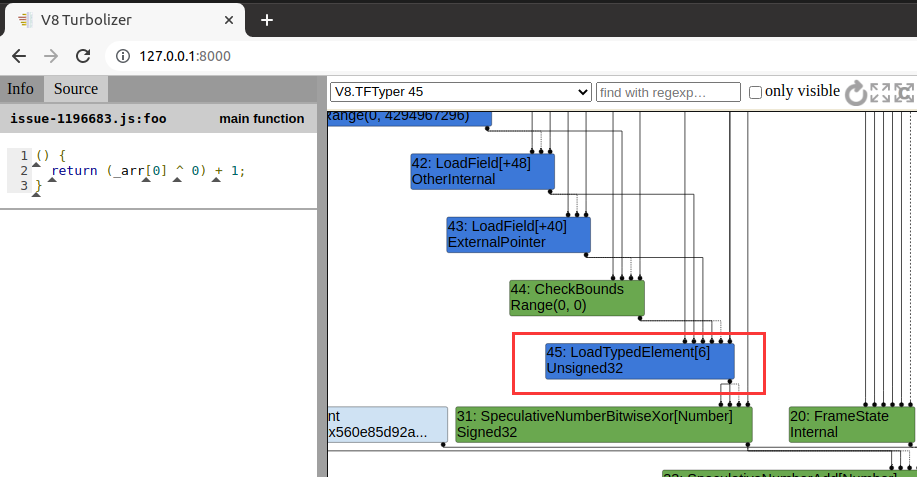 V8 Turbolizer
127.0.0.1:8000
Info Source
V8.TFTyper 45
find with regexp…
only visible
issue-1196683.js:foo main function
1 () {
2 return (_arr[0] ^ 0) + 1;
3 }
Range(0, 4294967296)
42: LoadField[+48]
OtherInternal
43: LoadField[+40]
ExternalPointer
44: CheckBounds
Range(0, 0)
45: LoadTypedElement[6]
Unsigned32
nt
x560e85d92a...
31: SpeculativeNumberBitwiseXor[Number]
Signed32
20: FrameState
Internal